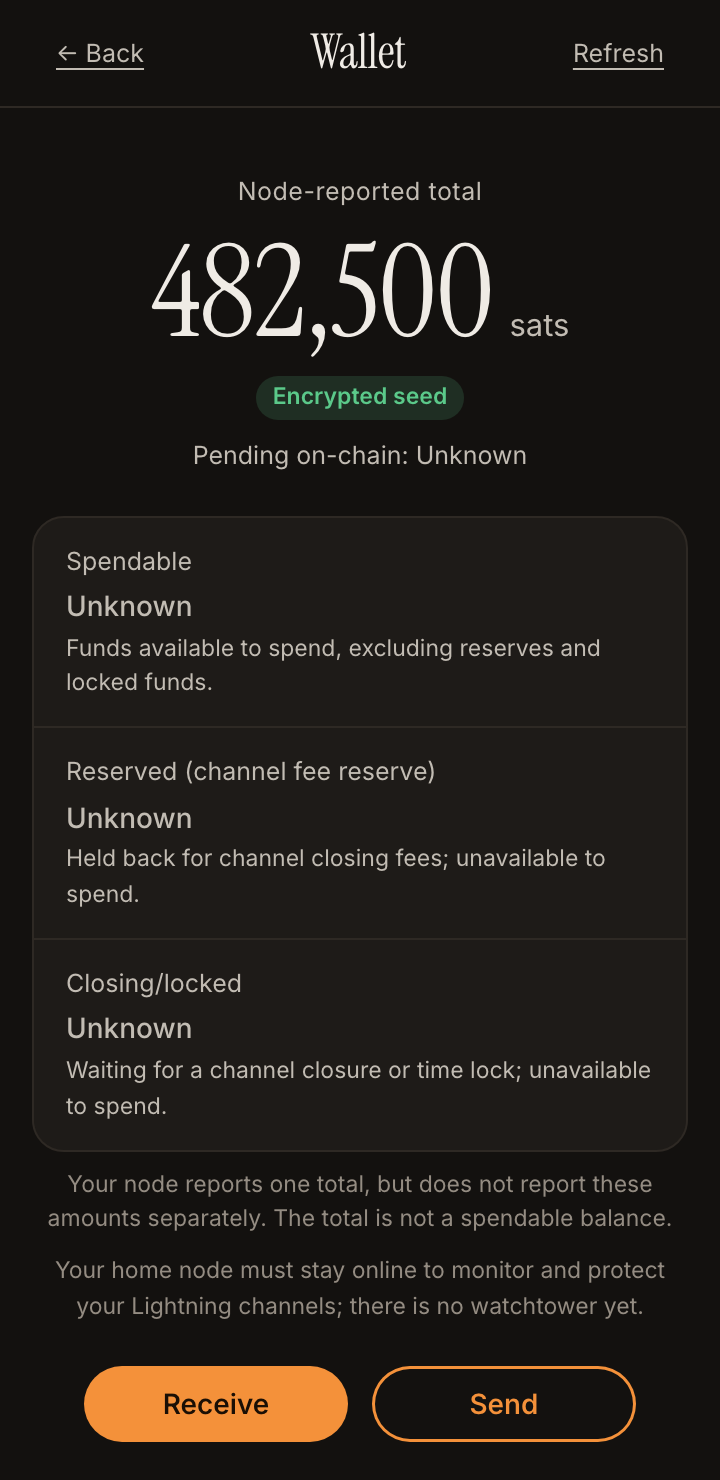 ← Back
Wallet
Refresh
Node-reported total
482,500 sats
Encrypted seed
Pending on-chain: Unknown
Spendable
Unknown
Funds available to spend, excluding reserves and
locked funds.
Reserved (channel fee reserve)
Unknown
Held back for channel closing fees; unavailable to
spend.
Closing/locked
Unknown
Waiting for a channel closure or time lock; unavailable
to spend.
Your node reports one total, but does not report these
amounts separately. The total is not a spendable balance.
Your home node must stay online to monitor and protect
your Lightning channels; there is no watchtower yet.
Receive
Send